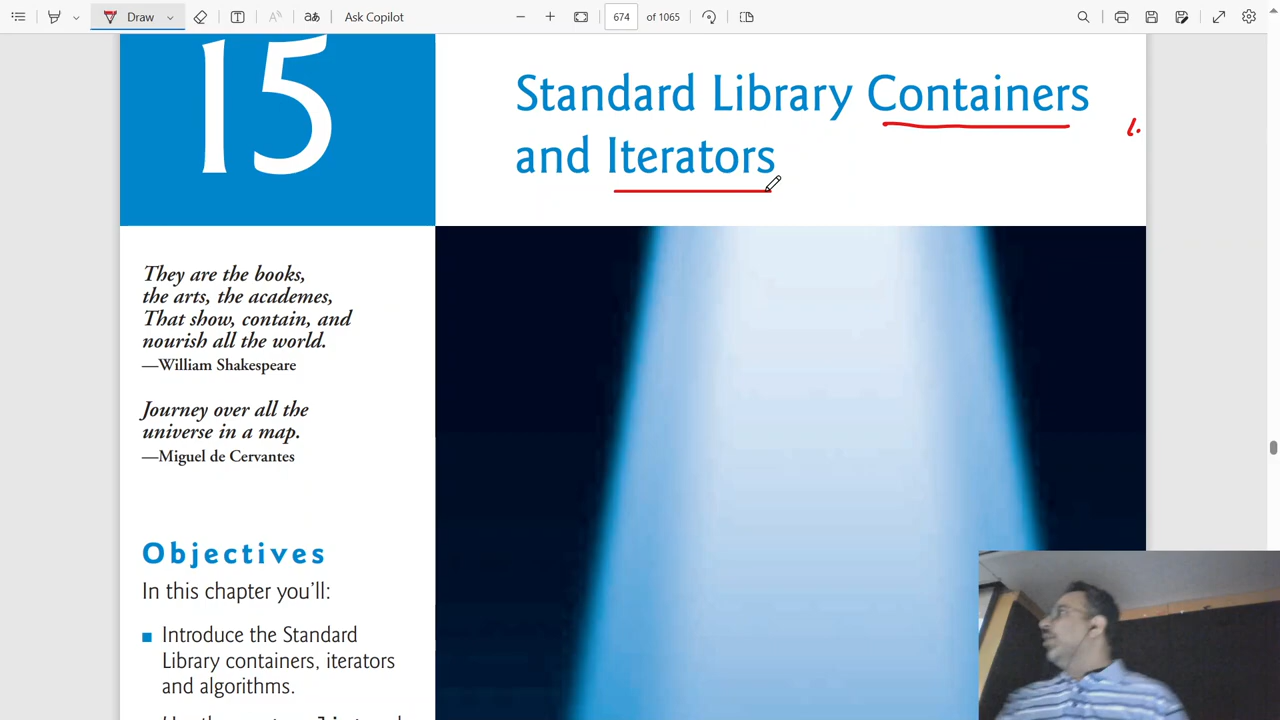 Draw
Ask Copilot
674 of 1065
15
Standard Library Containers
and Iterators
1.
They are the books,
the arts, the academes,
That show, contain, and
nourish all the world.
—William Shakespeare
Journey over all the
universe in a map.
—Miguel de Cervantes
Objectives
In this chapter you’ll:
■ Introduce the Standard
Library containers, iterators
and algorithms.